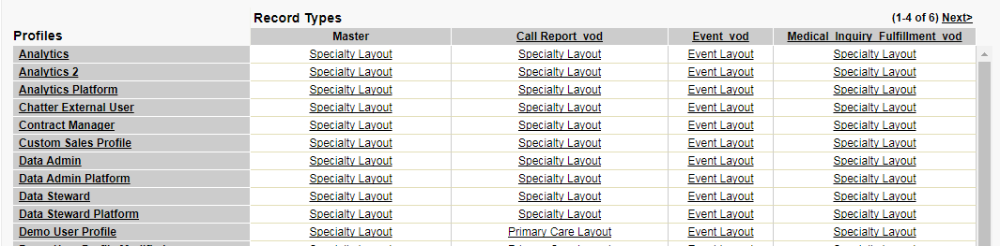 Record Types (1-4 of 6) Next>
Profiles Master Call Report_vod Event_vod Medical_Inquiry_Fulfillment_vod
Analytics Specialty Layout Specialty Layout Event Layout Specialty Layout
Analytics 2 Specialty Layout Specialty Layout Event Layout Specialty Layout
Analytics Platform Specialty Layout Specialty Layout Event Layout Specialty Layout
Chatter External User Specialty Layout Specialty Layout Event Layout Specialty Layout
Contract Manager Specialty Layout Specialty Layout Event Layout Specialty Layout
Custom Sales Profile Specialty Layout Specialty Layout Event Layout Specialty Layout
Data Admin Specialty Layout Specialty Layout Event Layout Specialty Layout
Data Admin Platform Specialty Layout Specialty Layout Event Layout Specialty Layout
Data Steward Specialty Layout Specialty Layout Event Layout Specialty Layout
Data Steward Platform Specialty Layout Specialty Layout Event Layout Specialty Layout
Demo User Profile Specialty Layout Primary Care Layout Event Layout Specialty Layout